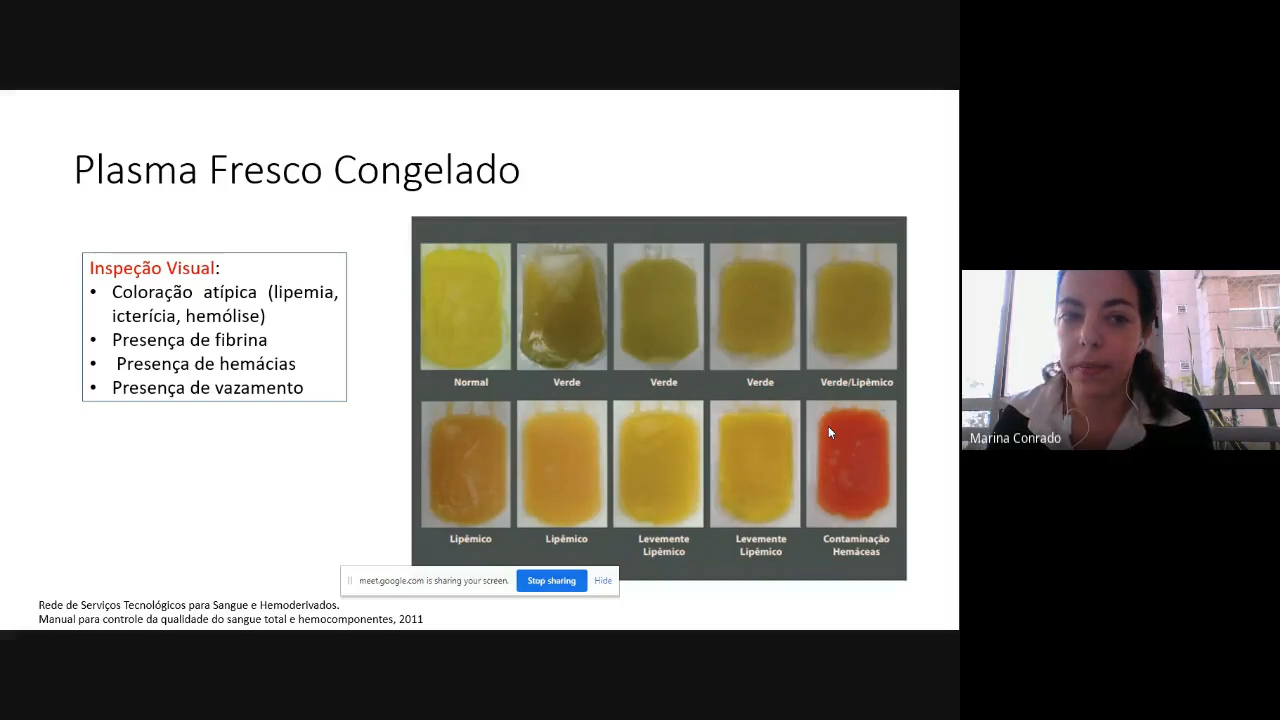 Plasma Fresco Congelado
Inspeção Visual:
• Coloração atípica (lipemia,
icterícia, hemólise)
• Presença de fibrina
• Presença de hemácias
• Presença de vazamento
Normal
Verde
Verde
Verde
Verde/Lipêmico
Lipêmico
Lipêmico
Levemente
Lipêmico
Levemente
Lipêmico
Contaminação
Hemáceas
meet.google.com is sharing your screen.
Stop sharing
Hide
Rede de Serviços Tecnológicos para Sangue e Hemoderivados.
Manual para controle da qualidade do sangue total e hemocomponentes, 2011
Marina Conrado